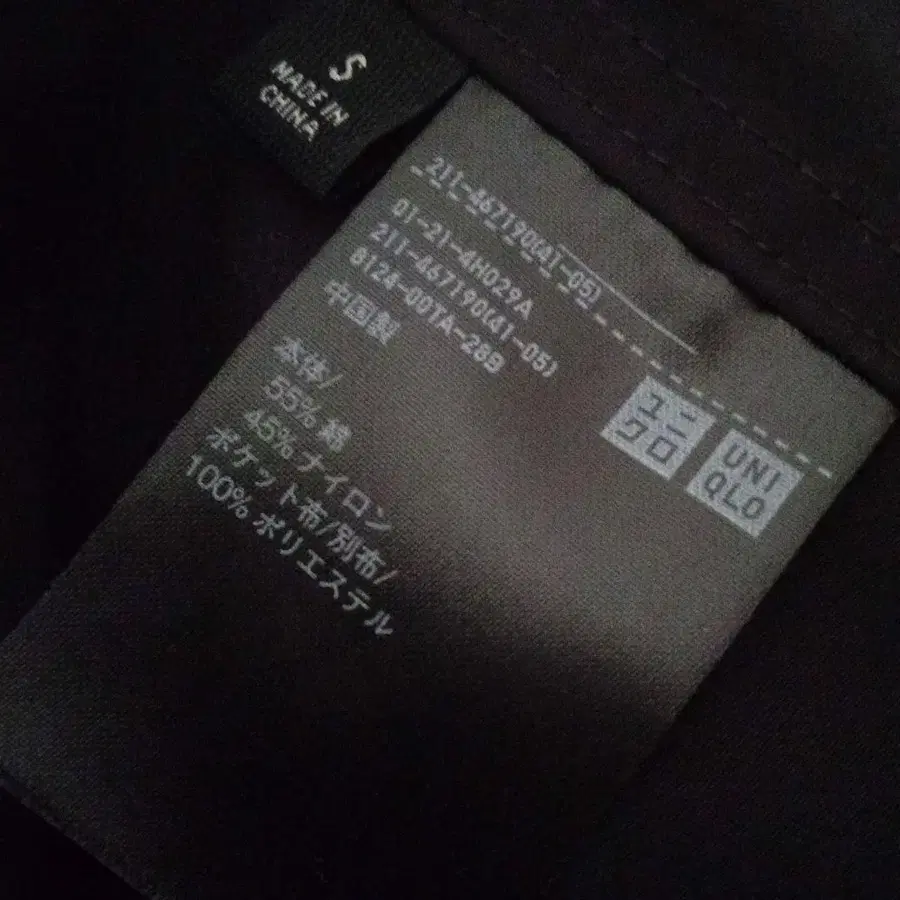 S
MADE IN
CHINA
211-467190(41-05)
01-21-4H029A
211-467190(41-05)
8124-00TA-28B
中国製
本体/
55% 綿
45% ナイロン
ポケット布/別布/
100% ポリエステル
ユニ
クロ
UNI
QLO